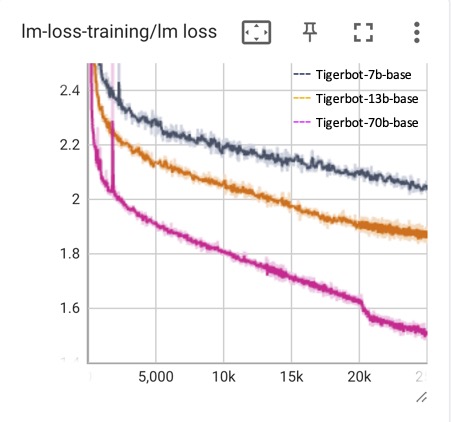 lm-loss-training/lm loss
Tigerbot-7b-base
Tigerbot-13b-base
Tigerbot-70b-base
2.4
2.2
2
1.8
1.6
5,000 10k 15k 20k